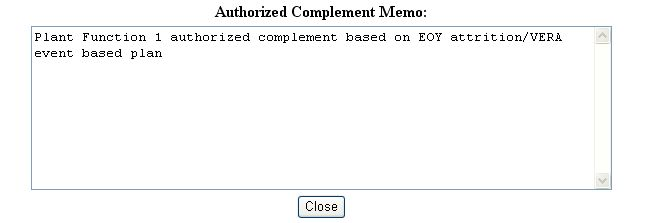 Authorized Complement Memo:
Plant Function 1 authorized complement based on EOY attrition/VERA
event based plan
Close